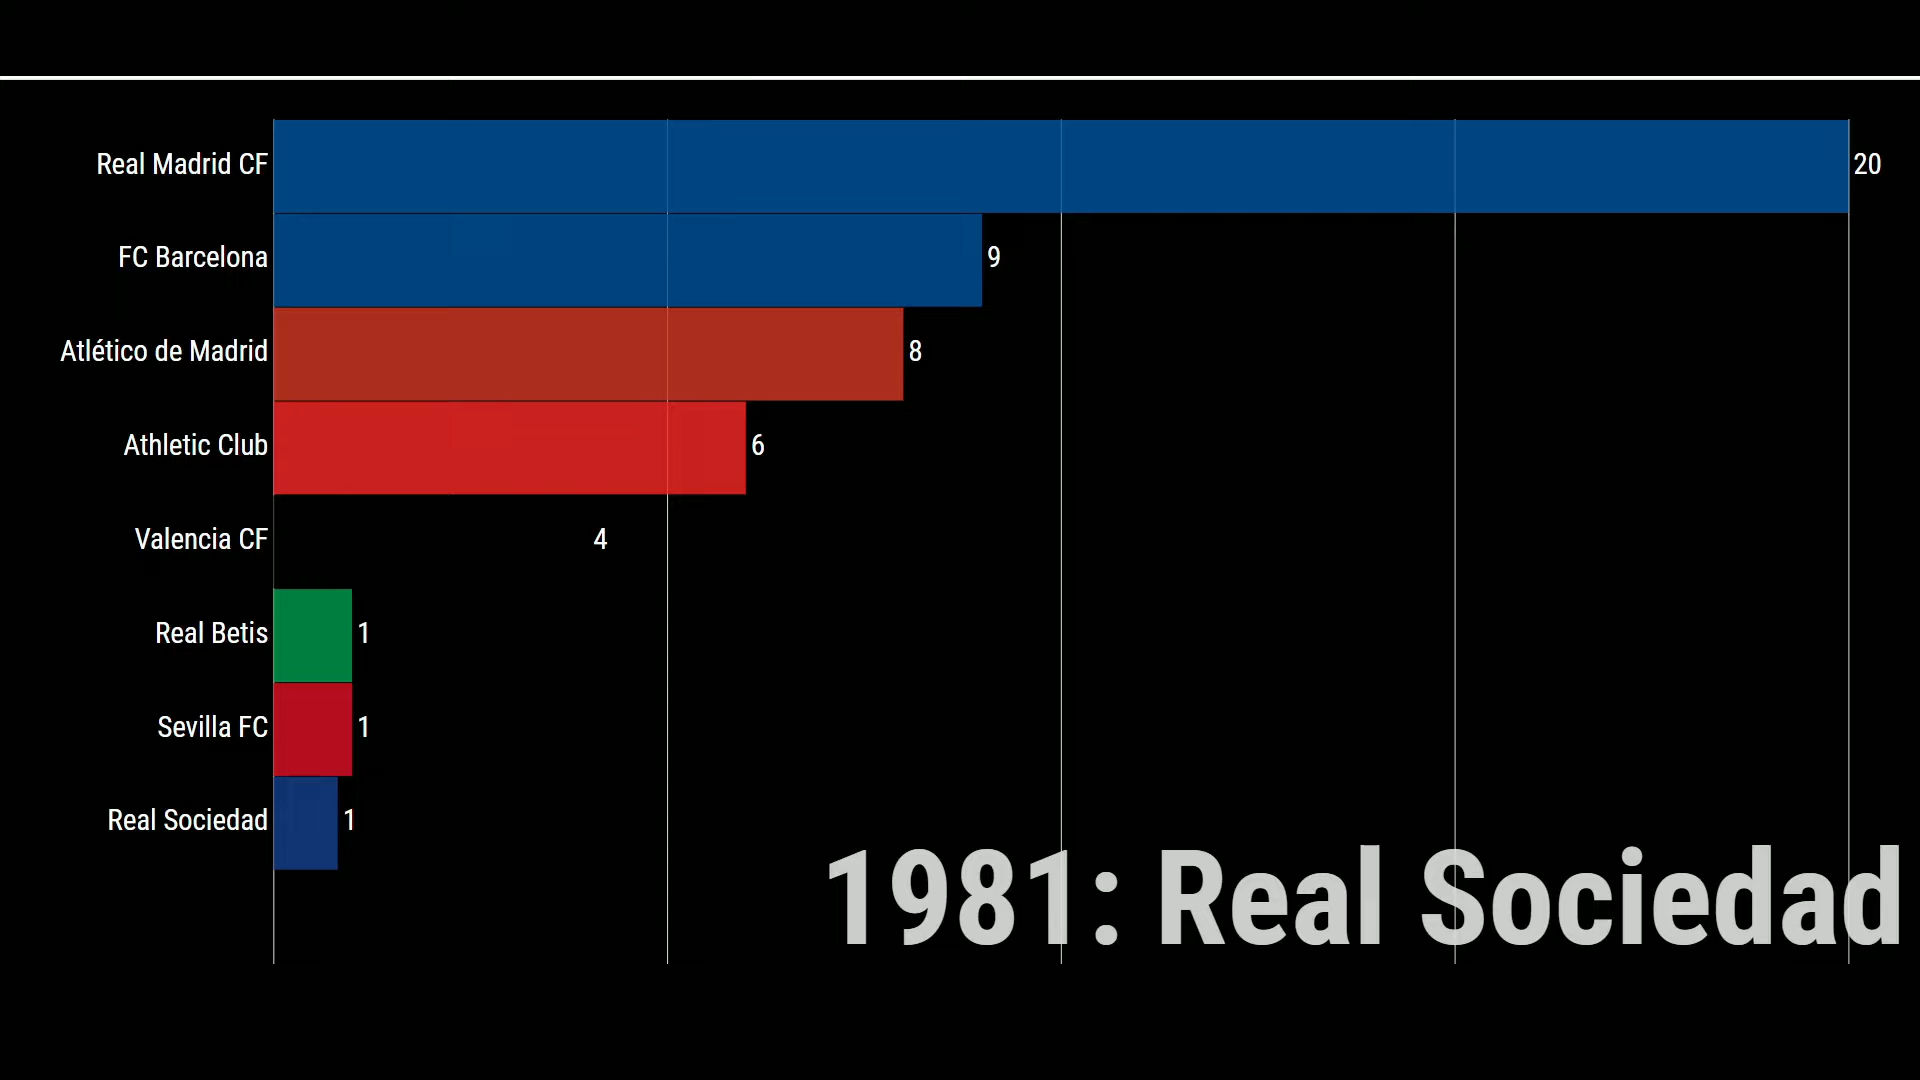 Real Madrid CF 20
FC Barcelona 9
Atlético de Madrid 8
Athletic Club 6
Valencia CF 4
Real Betis 1
Sevilla FC 1
Real Sociedad 1
1981: Real Sociedad